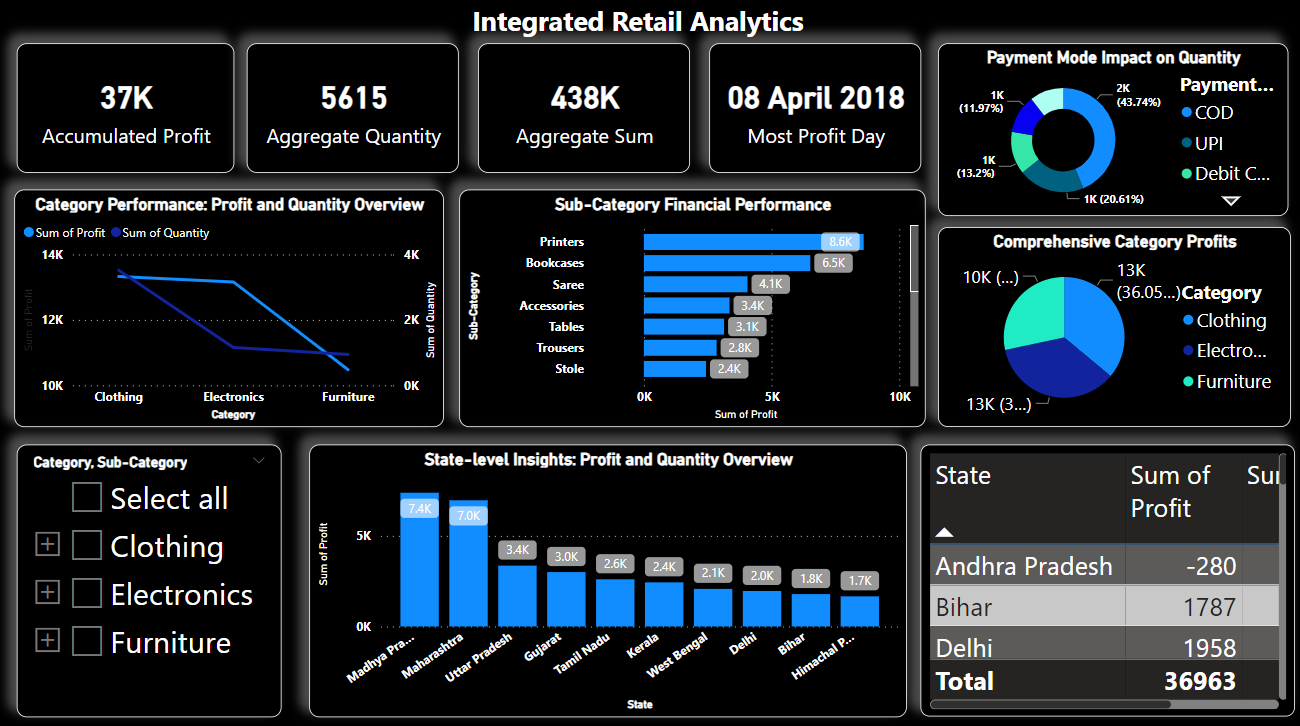 Integrated Retail Analytics
37K
Accumulated Profit
5615
Aggregate Quantity
438K
Aggregate Sum
08 April 2018
Most Profit Day
Payment Mode Impact on Quantity
2K
(43.74%)
1K (20.61%)
1K
(13.2%)
1K
(11.97%)
Payment...
COD
UPI
Debit C...
Category Performance: Profit and Quantity Overview
Sum of Profit
Sum of Quantity
Sum of Profit
14K
12K
10K
4K
2K
0K
Sum of Quantity
Clothing
Electronics
Furniture
Category
Sub-Category Financial Performance
Sub-Category
Printers
8.6K
Bookcases
6.5K
Saree
4.1K
Accessories
3.4K
Tables
3.1K
Trousers
2.8K
Stole
2.4K
0K
5K
10K
Sum of Profit
Comprehensive Category Profits
13K
(36.05...)
13K (3...)
10K (...)
Category
Clothing
Electro...
Furniture
Category, Sub-Category
Select all
Clothing
Electronics
Furniture
State-level Insights: Profit and Quantity Overview
Sum of Profit
5K
0K
7.4K
7.0K
3.4K
3.0K
2.6K
2.4K
2.1K
2.0K
1.8K
1.7K
Madhya Pra...
Maharashtra
Uttar Pradesh
Gujarat
Tamil Nadu
Kerala
West Bengal
Delhi
Bihar
Himachal P...
State
State
Sum of
Profit
Andhra Pradesh -280
Bihar 1787
Delhi 1958
Total 36963